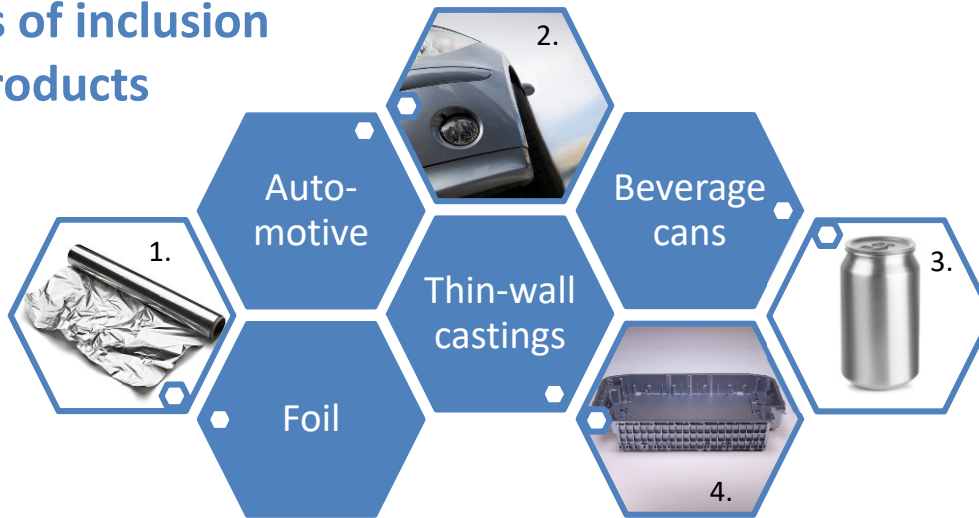 s of inclusion
roducts
2.
Auto-
motive
Beverage
cans
1.
3.
Thin-wall
castings
Foil
4.